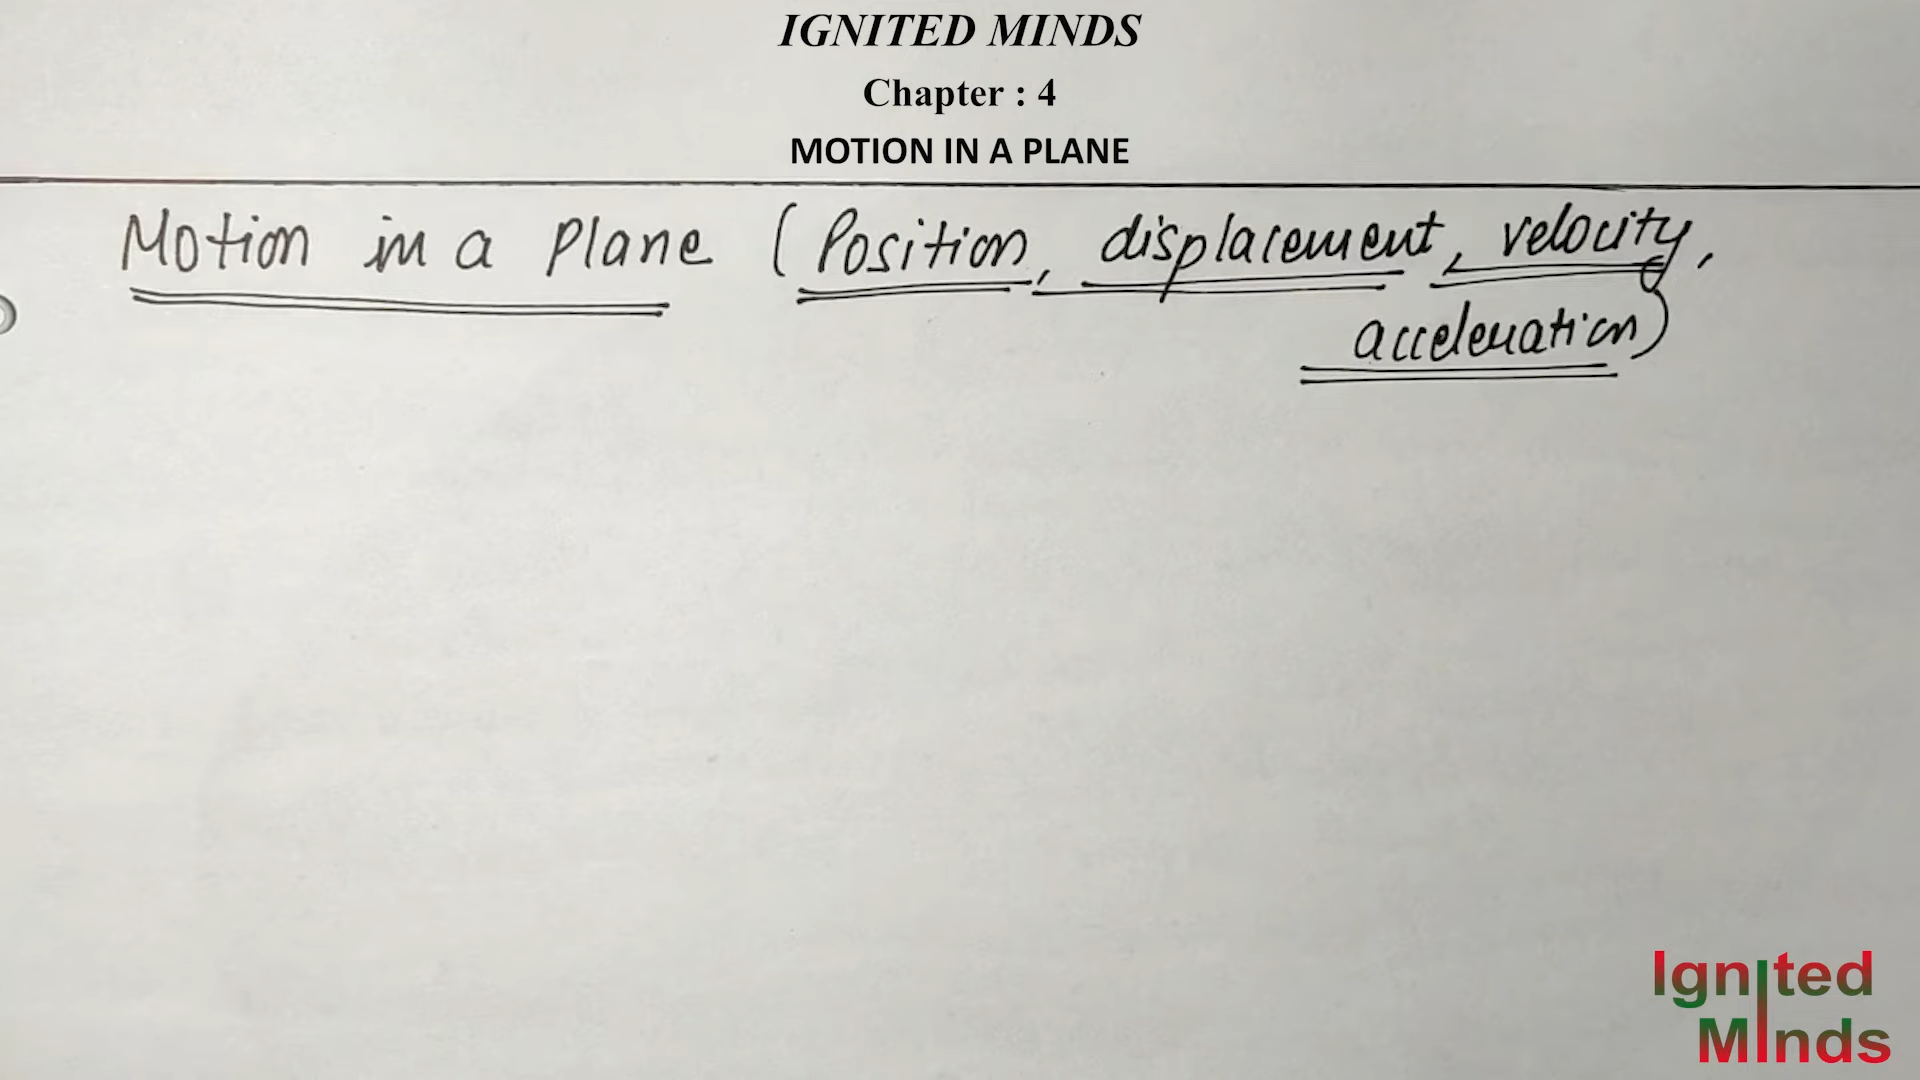 IGNITED MINDS
Chapter : 4
MOTION IN A PLANE
Motion in a Plane (Position, displacement, velocity,
acceleration)
Ignited
Minds